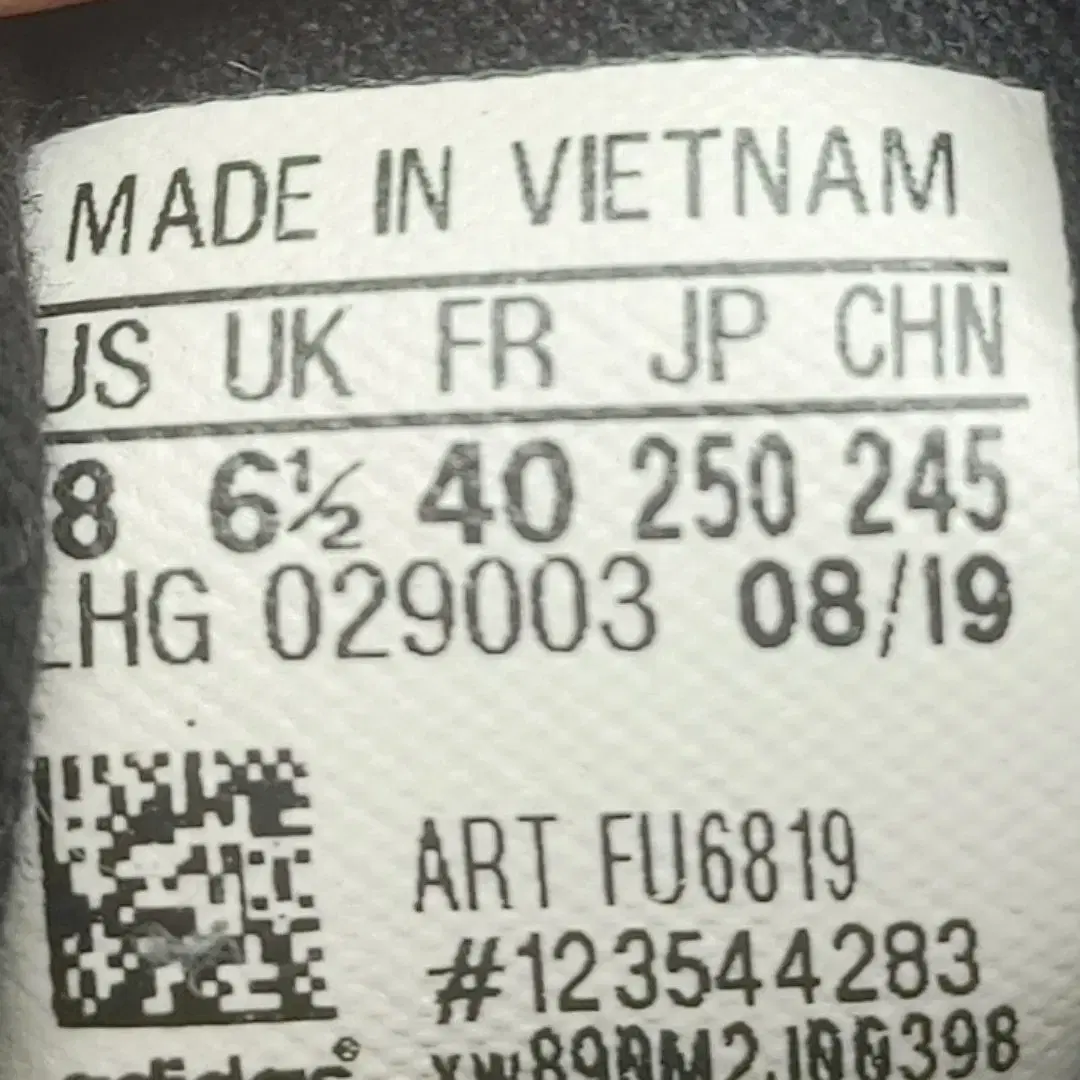 MADE IN VIETNAM
US UK FR JP CHN
8 6½ 40 250 245
LHG 029003 08/19
ART FU6819
#123544283
adidas®